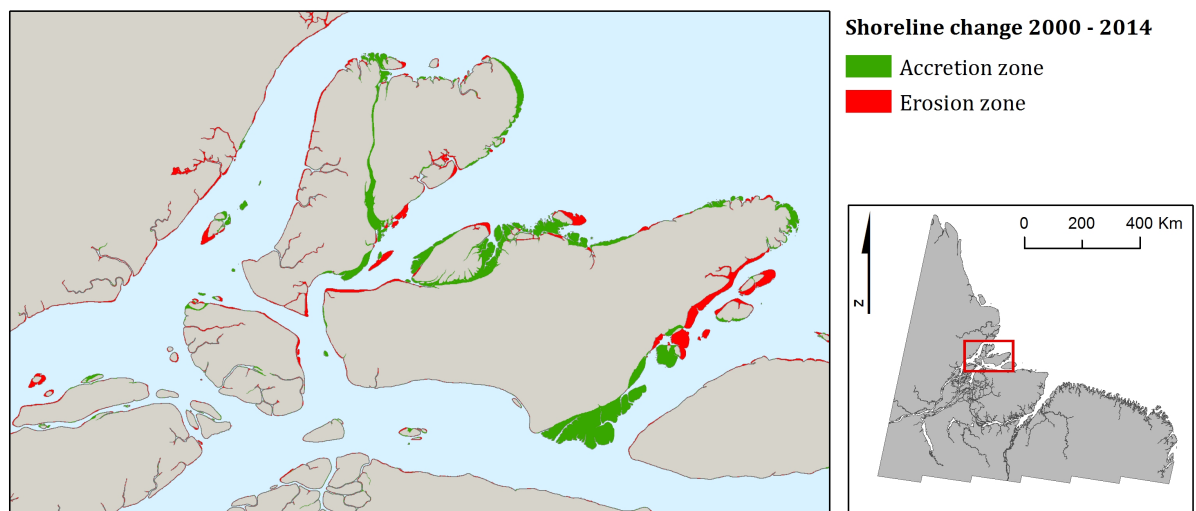 Shoreline change 2000 - 2014
Accretion zone
Erosion zone
0 200 400 Km
N